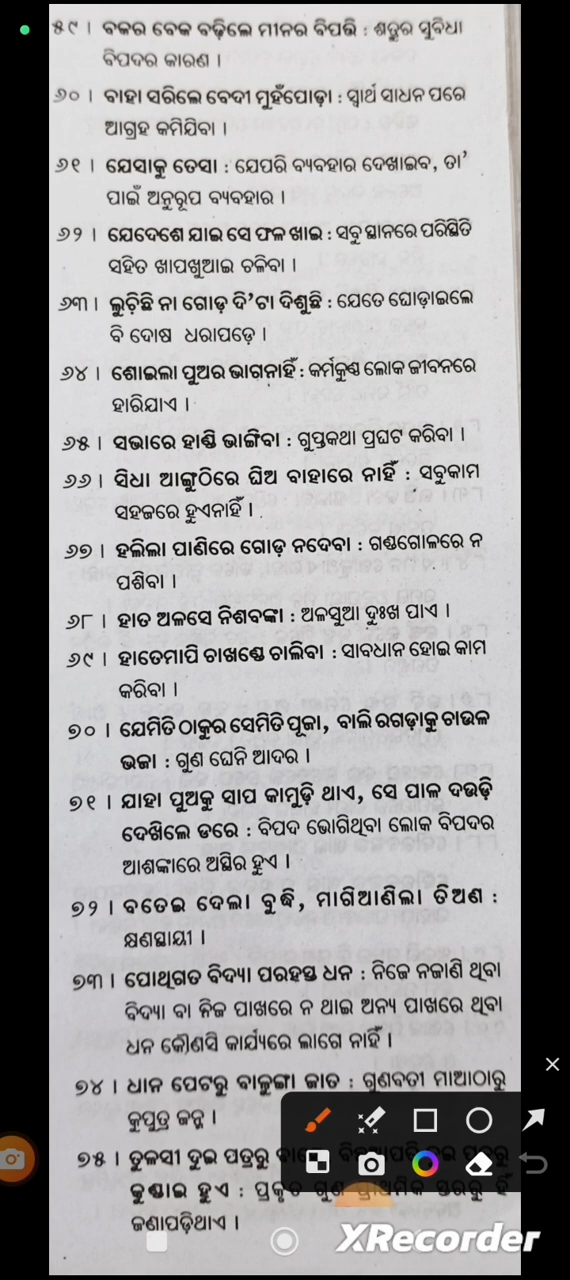 ୫୯ । ବକର ବେକ ବଢ଼ିଲେ ମୀନର ବିପତ୍ତି : ଶତ୍ରୁର ସୁବିଧା
ବିପଦର କାରଣ ।
୬୦ । ବାହା ସରିଲେ ବେଦୀ ମୁହଁପୋଡ଼ା : ସ୍ୱାର୍ଥ ସାଧନ ପରେ
ଆଗ୍ରହ କମିଯିବା ।
୬୧ । ଯେସାକୁ ତେସା : ଯେପରି ବ୍ୟବହାର ଦେଖାଇବ, ତା’
ପାଇଁ ଅନୁରୂପ ବ୍ୟବହାର ।
୬୨ । ଯେଦେଶେ ଯାଇ ସେ ଫଳ ଖାଇ : ସବୁ ସ୍ଥାନରେ ପରିସ୍ଥିତି
ସହିତ ଖାପଖୁଆଇ ଚଳିବା ।
୬୩ । ଲୁଚିଛି ନା ଗୋଡ଼ ଦି’ଟା ଦିଶୁଛି : ଯେତେ ଘୋଡ଼ାଇଲେ
ବି ଦୋଷ ଧରାପଡ଼େ ।
୬୪ । ଶୋଇଲା ପୁଅର ଭାଗନାହିଁ : କର୍ମକୁଣ୍ଠ ଲୋକ ଜୀବନରେ
ହାରିଯାଏ ।
୬୫ । ସଭାରେ ହାଣ୍ଡି ଭାଙ୍ଗିବା : ଗୁପ୍ତକଥା ପ୍ରଘଟ କରିବା ।
୬୬ । ସିଧା ଆଙ୍ଗୁଠିରେ ଘିଅ ବାହାରେ ନାହିଁ : ସବୁକାମ
ସହଜରେ ହୁଏନାହିଁ ।
୬୭ । ହଲିଲା ପାଣିରେ ଗୋଡ଼ ନଦେବା : ଗଣ୍ଡଗୋଳରେ ନ
ପଶିବା ।
୬୮ । ହାତ ଅଳସେ ନିଶବଙ୍କା : ଅଳସୁଆ ଦୁଃଖ ପାଏ ।
୬୯ । ହାତେମାପି ଚାଖଣ୍ଡେ ଚାଲିବା : ସାବଧାନ ହୋଇ କାମ
କରିବା ।
୭୦ । ଯେମିତି ଠାକୁର ସେମିତି ପୂଜା, ବାଲି ରଗଡ଼ାକୁ ଚାଉଳ
ଭଜା : ଗୁଣ ଘେନି ଆଦର ।
୭୧ । ଯାହା ପୁଅକୁ ସାପ କାମୁଡ଼ି ଥାଏ, ସେ ପାଳ ଦଉଡ଼ି
ଦେଖିଲେ ଡରେ : ବିପଦ ଭୋଗିଥିବା ଲୋକ ବିପଦର
ଆଶଙ୍କାରେ ଅସ୍ଥିର ହୁଏ ।
୭୨ । ବତେଇ ଦେଲା ବୁଦ୍ଧି, ମାଗିଆଣିଲା ତିଅଣ :
କ୍ଷଣସ୍ଥାୟୀ ।
୭୩ । ପୋଥିଗତ ବିଦ୍ୟା ପରହସ୍ତ ଧନ : ନିଜେ ନଜାଣି ଥିବା
ବିଦ୍ୟା ବା ନିଜ ପାଖରେ ନ ଥାଇ ଅନ୍ୟ ପାଖରେ ଥିବା
ଧନ କୌଣସି କାର୍ଯ୍ୟରେ ଲାଗେ ନାହିଁ ।
୭୪ । ଧାନ ପେଟରୁ ବାଳୁଙ୍ଗା ଜାତ : ଗୁଣବତୀ ମାଆଠାରୁ
କୁପୁତ୍ର ଜନ୍ମ ।
୭୫ । ତୁଳସୀ ଦୁଇ ପତ୍ରରୁ
ହୁଏ : ପ୍ରକୃତ ଗୁଣ ପ୍ରାଥମିକ ସ୍ତରରୁ ହିଁ
ଜଣାପଡ଼ିଥାଏ ।
XRecorder